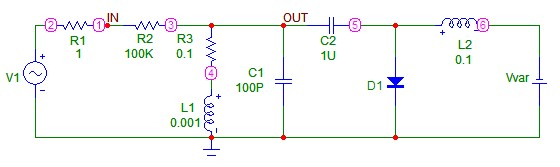 IN
OUT
2
1
3
5
6
R1
1
R2
100K
R3
0.1
C2
1U
L2
0.1
V1
4
C1
100P
D1
Vvar
L1
0.001